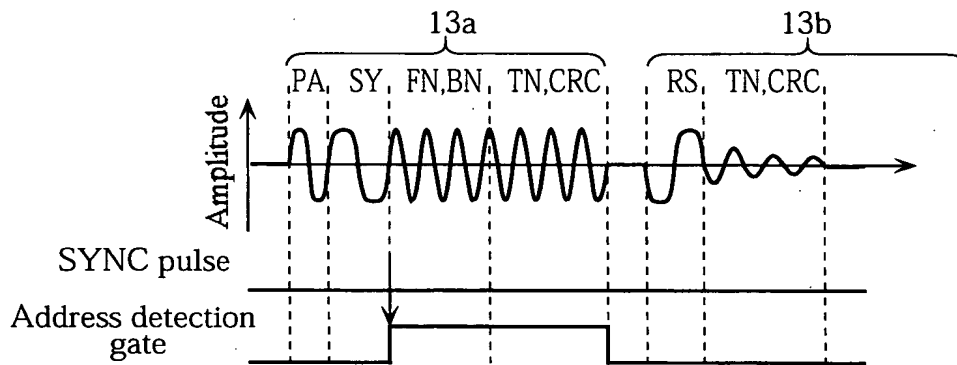 13a 13b
PA SY FN,BN TN,CRC RS TN,CRC
Amplitude
SYNC pulse
Address detection
gate